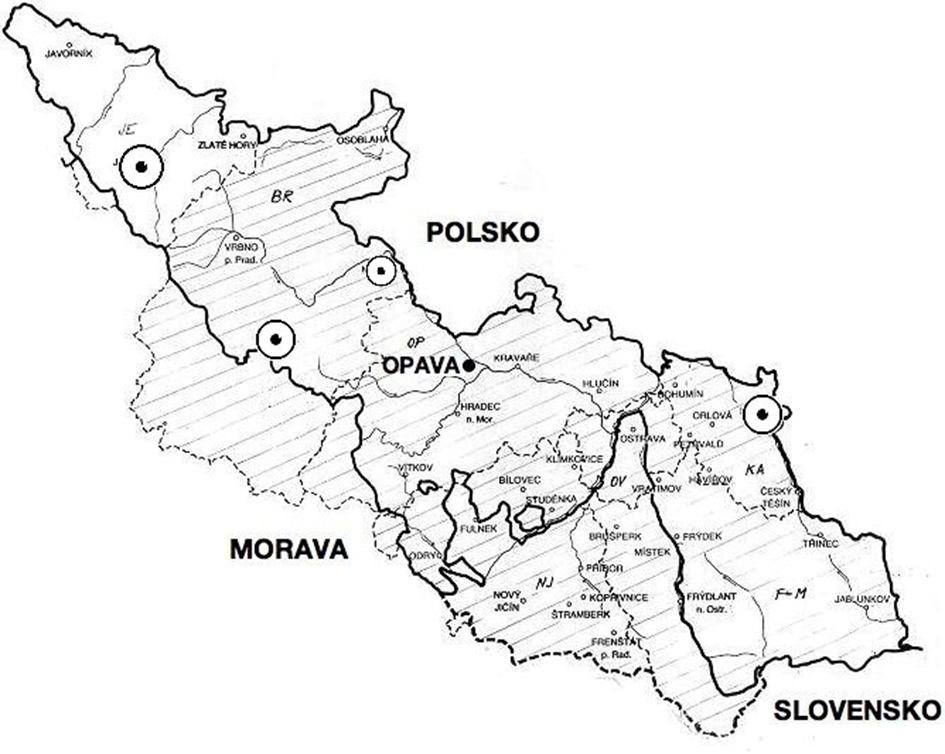 JAVORNÍK
JE
ZLATÉ HORY
OSOBLAHA
BR
POLSKO
VRBNO
p. Prad.
OP
OPAVA
KRAVAŘE
HLUČÍN
BOHUMÍN
HRADEC
n. Mor.
ORLOVÁ
OSTRAVA
PETŘVALD
KLIMKOVICE
VÍTKOV
KA
BÍLOVEC
OV
VRATIMOV
HAVÍŘOV
ČESKÝ
TĚŠÍN
STUDÉNKA
FULNEK
MORAVA
BRUŠPERK
MÍSTEK
FRÝDEK
TŘINEC
ODRY
PŘÍBOR
NJ
NOVÝ
JIČÍN
KOPŘIVNICE
ŠTRAMBERK
FRÝDLANT
n. Ostr.
F-M
JABLUNKOV
FRENŠTÁT
p. Rad.
SLOVENSKO